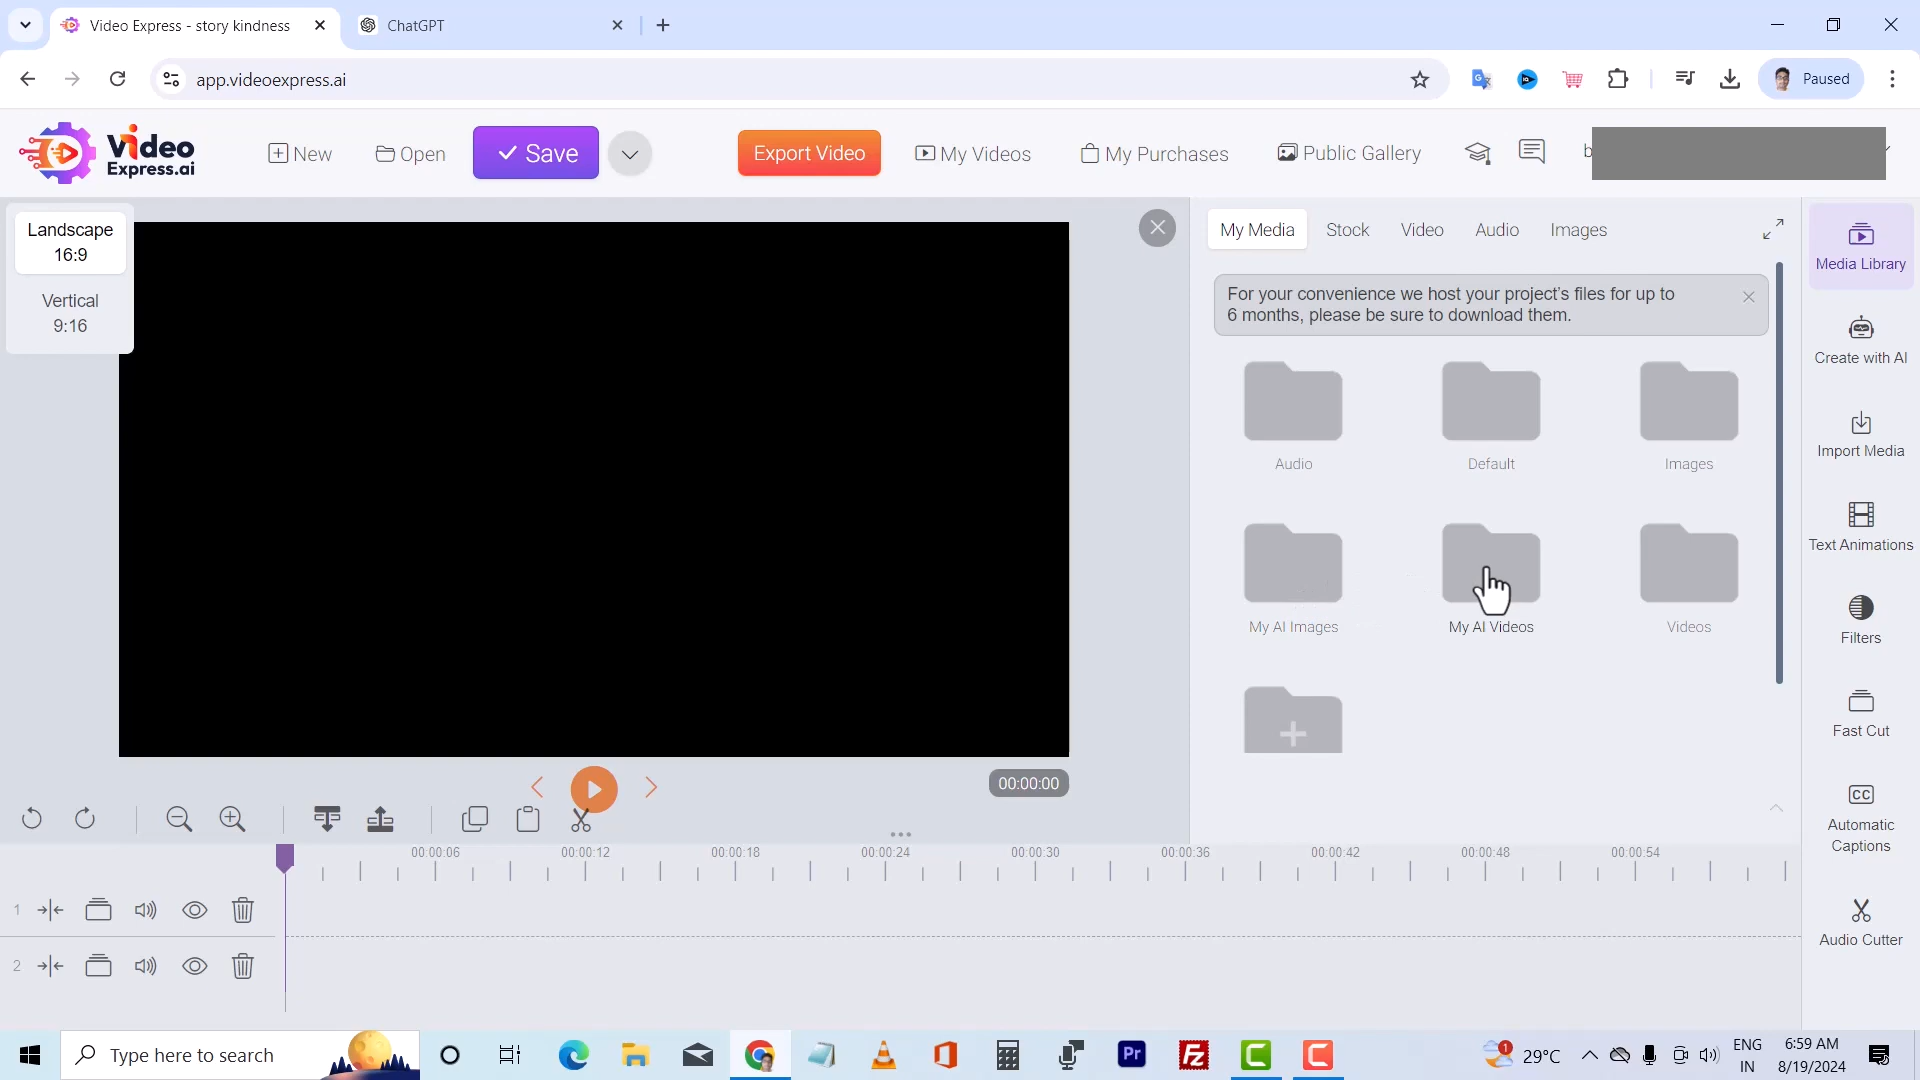 Video Express - story kindness
ChatGPT
app.videoexpress.ai
Paused
Video
Express.ai
New
Open
Save
Export Video
My Videos
My Purchases
Public Gallery
b
Landscape
16:9
Vertical
9:16
My Media
Stock
Video
Audio
Images
For your convenience we host your project's files for up to
6 months, please be sure to download them.
Audio
Default
Images
My AI Images
My AI Videos
Videos
Media Library
Create with AI
Import Media
Text Animations
Filters
Fast Cut
CC
Automatic
Captions
Audio Cutter
00:00:00
00:00:06
00:00:12
00:00:18
00:00:24
00:00:30
00:00:36
00:00:42
00:00:48
00:00:54
1
2
Type here to search
Pr
Fz
C
C
1
29°C
ENG
IN
6:59 AM
8/19/2024